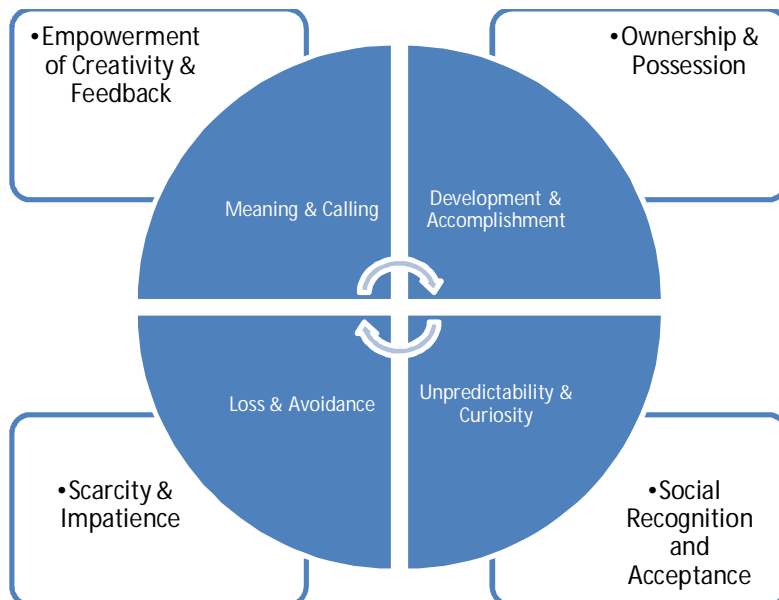 •Empowerment
of Creativity &
Feedback
•Ownership &
Possession
Meaning & Calling
Development &
Accomplishment
Loss & Avoidance
Unpredictability &
Curiosity
•Scarcity &
Impatience
•Social
Recognition
and
Acceptance